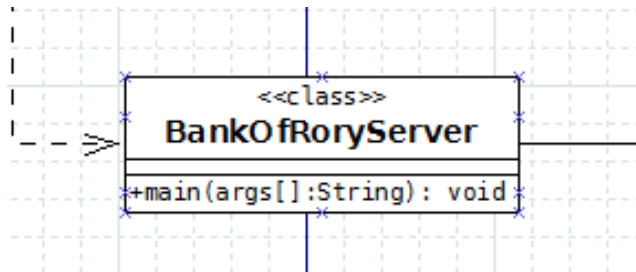 <<class>>
BankOfRoryServer
+main(args[]:String): void